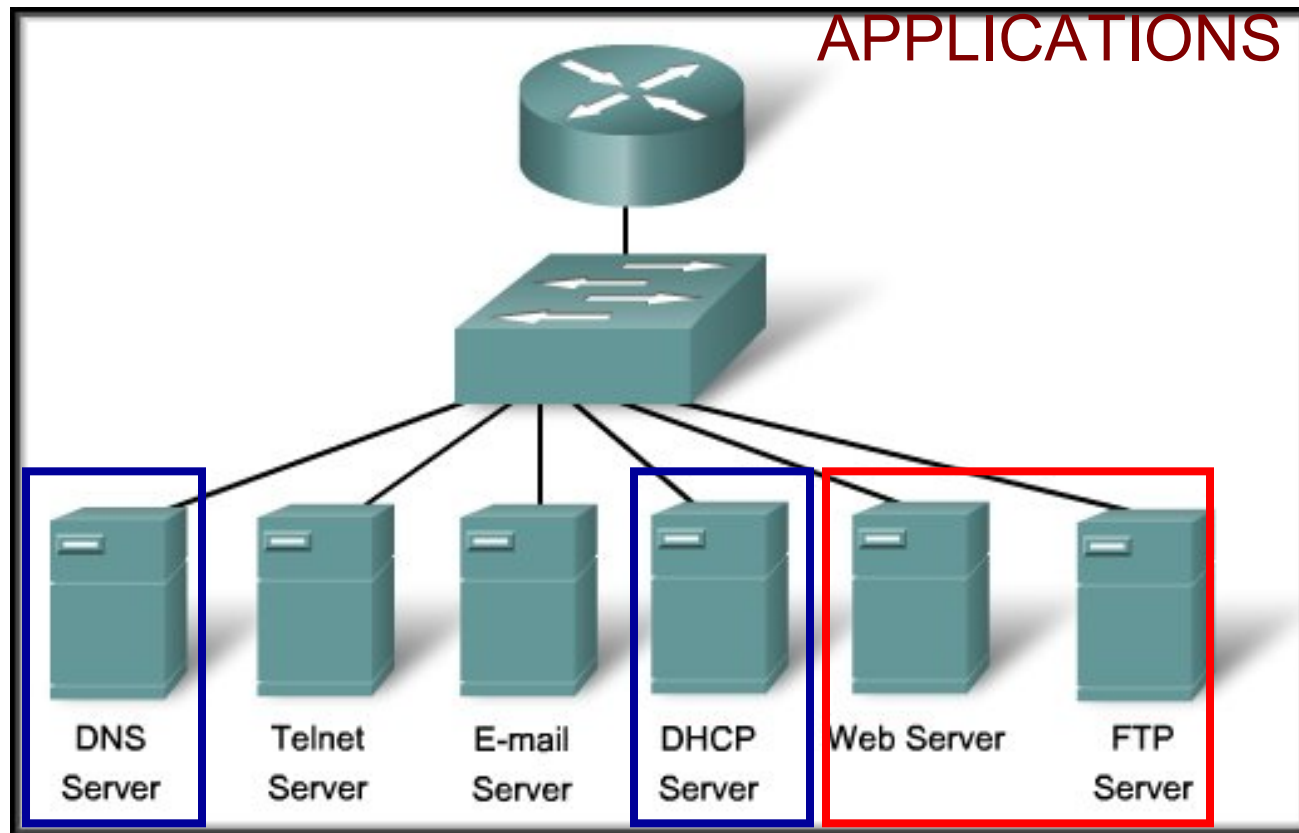 APPLICATIONS
DNS
Server
Telnet
Server
E-mail
Server
DHCP
Server
Web Server
FTP
Server